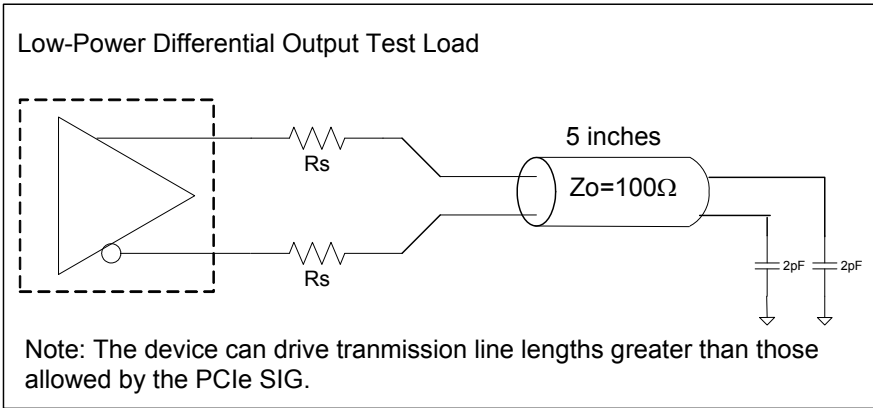 Low-Power Differential Output Test Load
5 inches
Rs
Zo=100Ω
Rs
2pF 2pF
Note: The device can drive tranmission line lengths greater than those
allowed by the PCIe SIG.